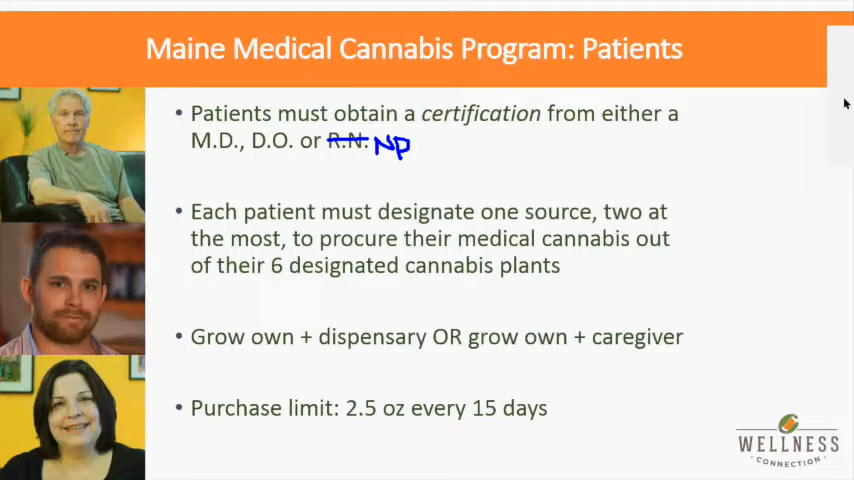 Maine Medical Cannabis Program: Patients
• Patients must obtain a certification from either a
M.D., D.O. or R.N. NP
• Each patient must designate one source, two at
the most, to procure their medical cannabis out
of their 6 designated cannabis plants
• Grow own + dispensary OR grow own + caregiver
• Purchase limit: 2.5 oz every 15 days
WELLNESS
CONNECTION